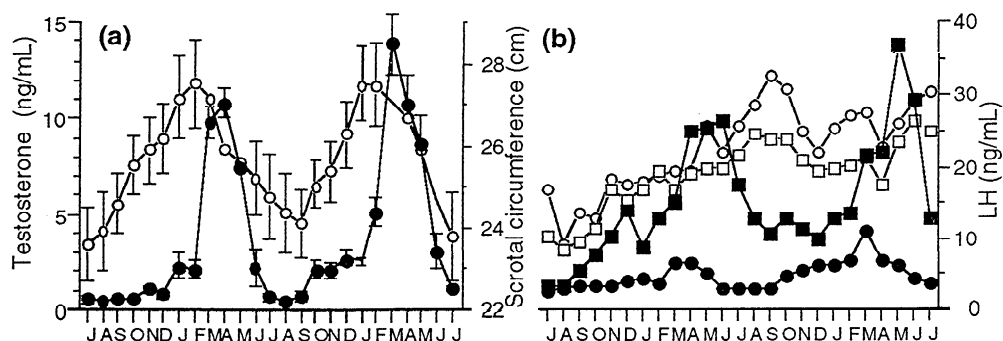 (a)
Testosterone (ng/mL)
15
10
5
0
J A S O N D J F M A M J J A S O N D J F M A M J J
28
26
24
22
Scrotal circumference (cm)
(b)
40
30
20
10
0
LH (ng/mL)
J A S O N D J F M A M J J A S O N D J F M A M J J